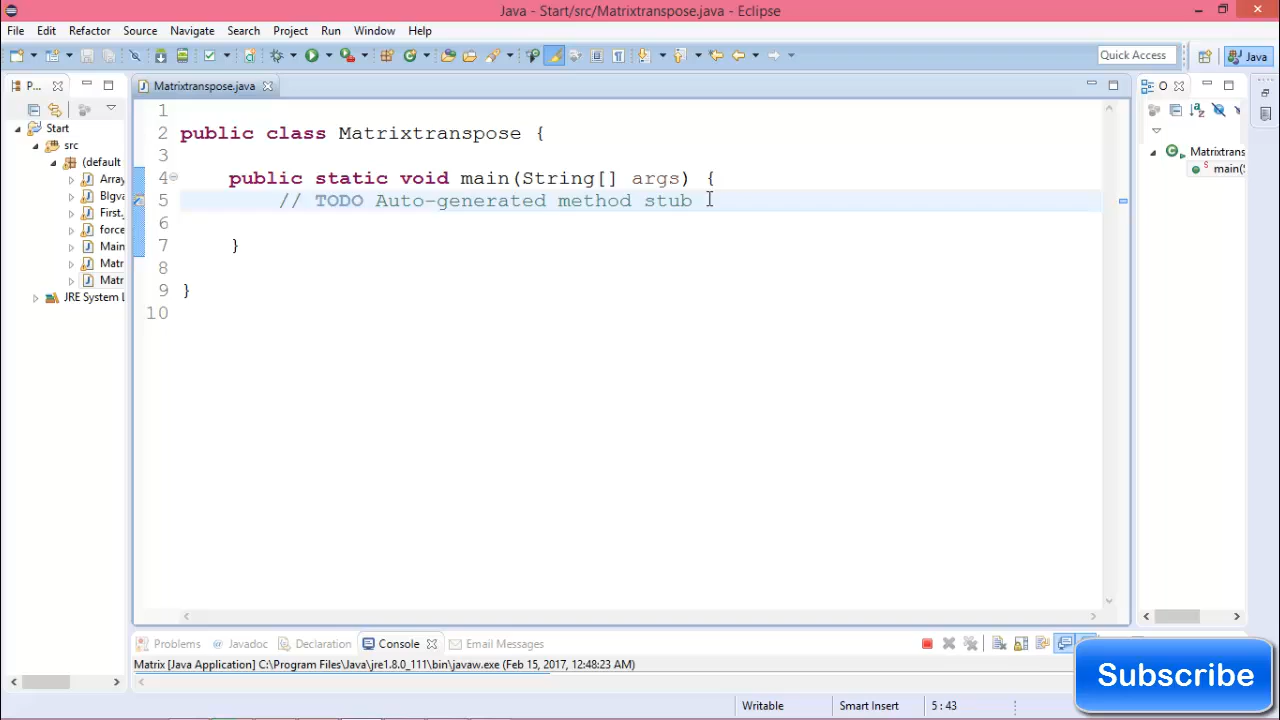 Java - Start/src/Matrixtranspose.java - Eclipse
File Edit Refactor Source Navigate Search Project Run Window Help
Quick Access
Java
P...
Matrixtranspose.java
O
1
2 public class Matrixtranspose {
3
4 public static void main(String[] args) {
5 // TODO Auto-generated method stub
6
7 }
8
9 }
10
Start
src
(default
Array
BIgva
First.
force
Main
Matr
Matr
JRE System L
Matrixtrans
main(S
Problems Javadoc Declaration Console Email Messages
Matrix [Java Application] C:\Program Files\Java\jre1.8.0_111\bin\javaw.exe (Feb 15, 2017, 12:48:23 AM)
Subscribe
Writable Smart Insert 5 : 43